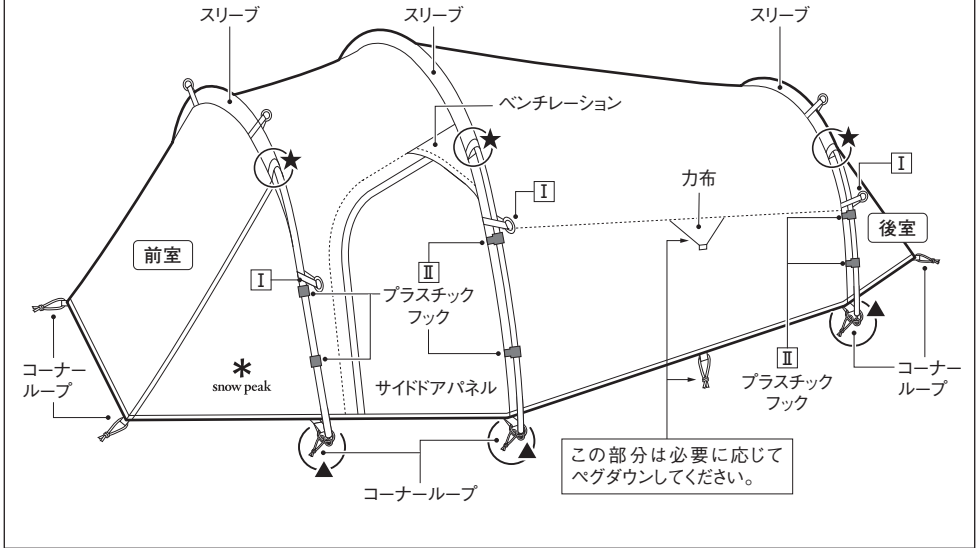 スリーブ
スリーブ
スリーブ
ベンチレーション
★
★
★
I
I
力布
前室
後室
I
II
プラスチック
フック
▲
コーナー
ループ
*
snow peak
サイドドアパネル
II
プラスチック
フック
コーナー
ループ
この部分は必要に応じて
ペグダウンしてください。
▲
▲
コーナーループ